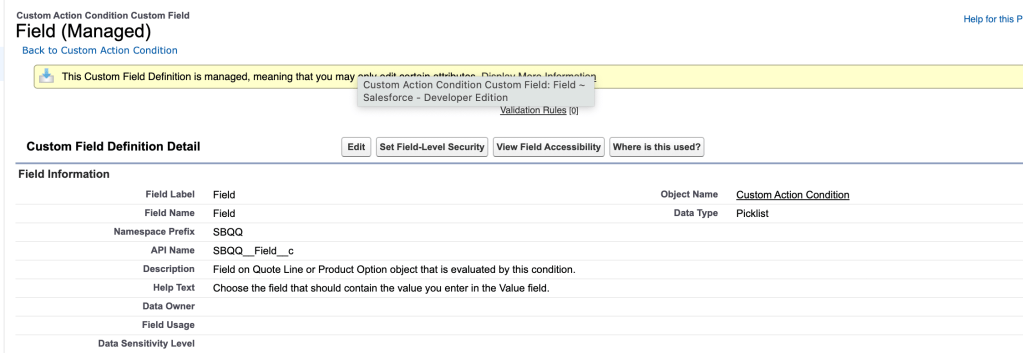 Custom Action Condition Custom Field
Field (Managed)
Help for this P
Back to Custom Action Condition
This Custom Field Definition is managed, meaning that you may only edit certain attributes. Display More Information
Custom Action Condition Custom Field: Field ~
Salesforce - Developer Edition
Validation Rules [0]
Custom Field Definition Detail
Edit
Set Field-Level Security
View Field Accessibility
Where is this used?
Field Information
Field Label Field Object Name Custom Action Condition
Field Name Field Data Type Picklist
Namespace Prefix SBQQ
API Name SBQQ__Field__c
Description Field on Quote Line or Product Option object that is evaluated by this condition.
Help Text Choose the field that should contain the value you enter in the Value field.
Data Owner
Field Usage
Data Sensitivity Level